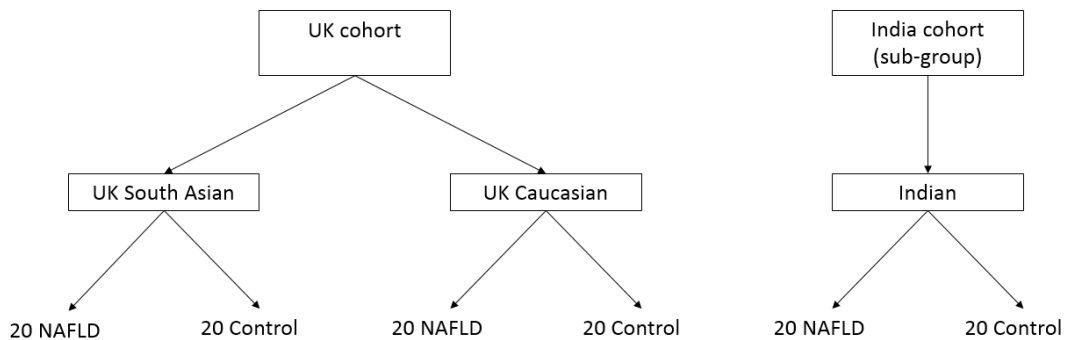 UK cohort
India cohort
(sub-group)
UK South Asian
UK Caucasian
Indian
20 NAFLD
20 Control
20 NAFLD
20 Control
20 NAFLD
20 Control